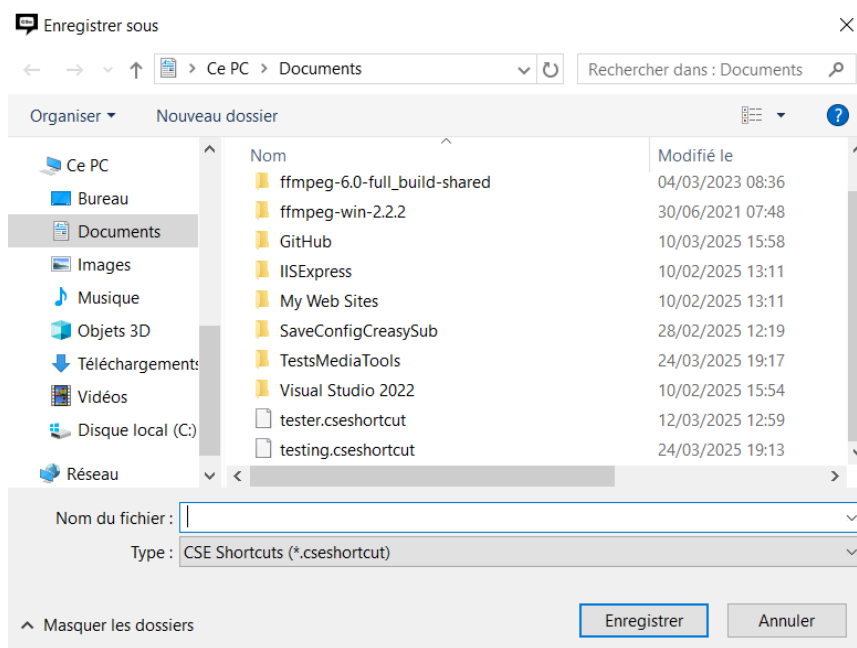 Enregistrer sous
Ce PC > Documents
Rechercher dans : Documents
Organiser
Nouveau dossier
Ce PC
Bureau
Documents
Images
Musique
Objets 3D
Téléchargements
Vidéos
Disque local (C:)
Réseau
Nom Modifié le
ffmpeg-6.0-full_build-shared 04/03/2023 08:36
ffmpeg-win-2.2.2 30/06/2021 07:48
GitHub 10/03/2025 15:58
IISExpress 10/02/2025 13:11
My Web Sites 10/02/2025 13:11
SaveConfigCreasySub 28/02/2025 12:19
TestsMediaTools 24/03/2025 19:17
Visual Studio 2022 10/02/2025 15:54
tester.cseshortcut 12/03/2025 12:59
testing.cseshortcut 24/03/2025 19:13
Nom du fichier :
Type : CSE Shortcuts (*.cseshortcut)
Masquer les dossiers
Enregistrer
Annuler